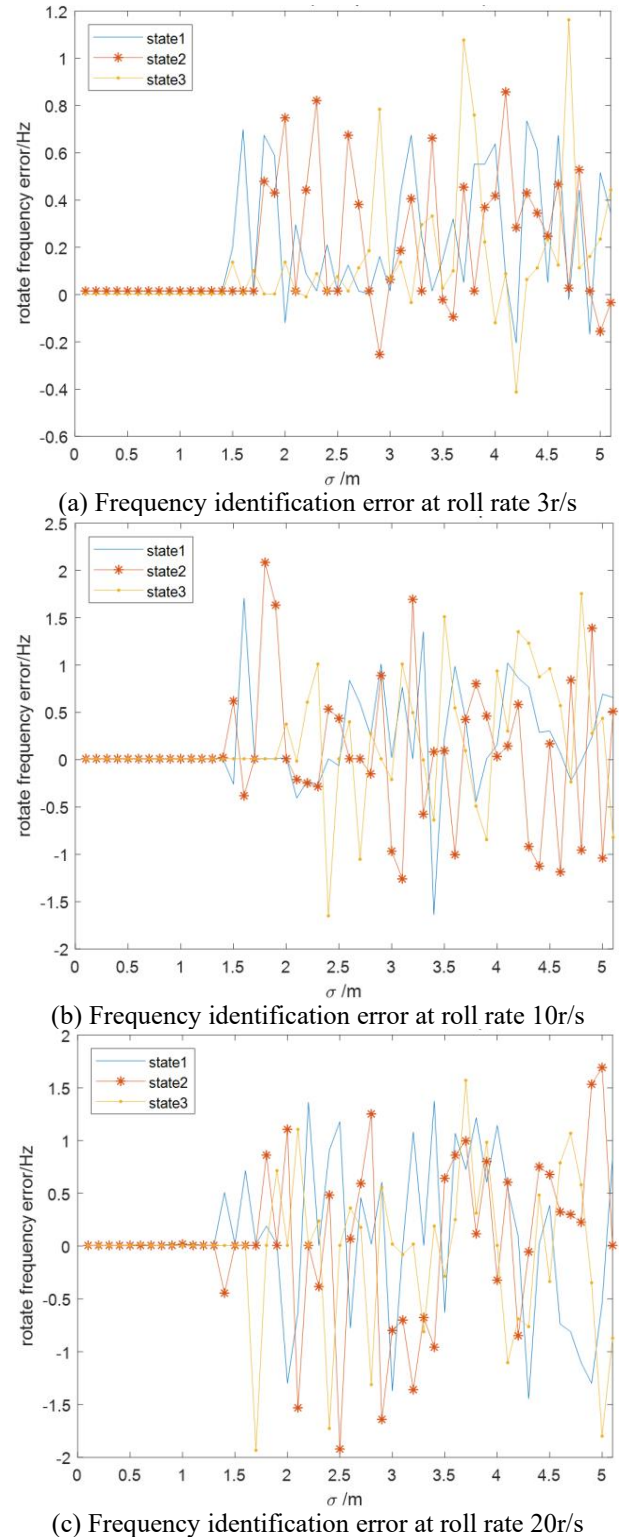 1.2
1
0.8
0.6
0.4
0.2
0
-0.2
-0.4
-0.6
rotate frequency error/Hz
state1
state2
state3
0 0.5 1 1.5 2 2.5 3 3.5 4 4.5 5
σ /m
(a) Frequency identification error at roll rate 3r/s
2.5
2
1.5
1
0.5
0
-0.5
-1
-1.5
-2
rotate frequency error/Hz
state1
state2
state3
0 0.5 1 1.5 2 2.5 3 3.5 4 4.5 5
σ /m
(b) Frequency identification error at roll rate 10r/s
2
1.5
1
0.5
0
-0.5
-1
-1.5
-2
rotate frequency error/Hz
state1
state2
state3
0 0.5 1 1.5 2 2.5 3 3.5 4 4.5 5
σ /m
(c) Frequency identification error at roll rate 20r/s